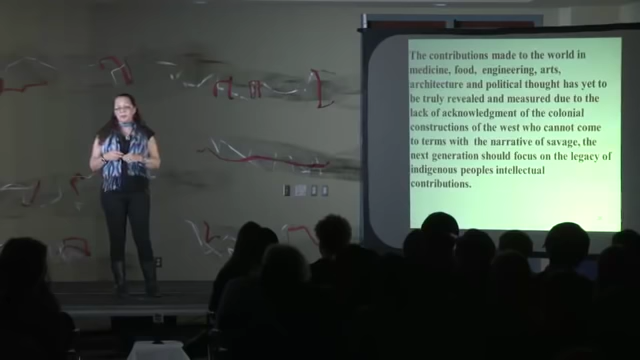 The contributions made to the world in
medicine, food, engineering, arts,
architecture and political thought has yet to
be truly revealed and measured due to the
lack of acknowledgment of the colonial
constructions of the west who cannot come
to terms with the narrative of savage, the
next generation should focus on the legacy of
indigenous peoples intellectual
contributions.